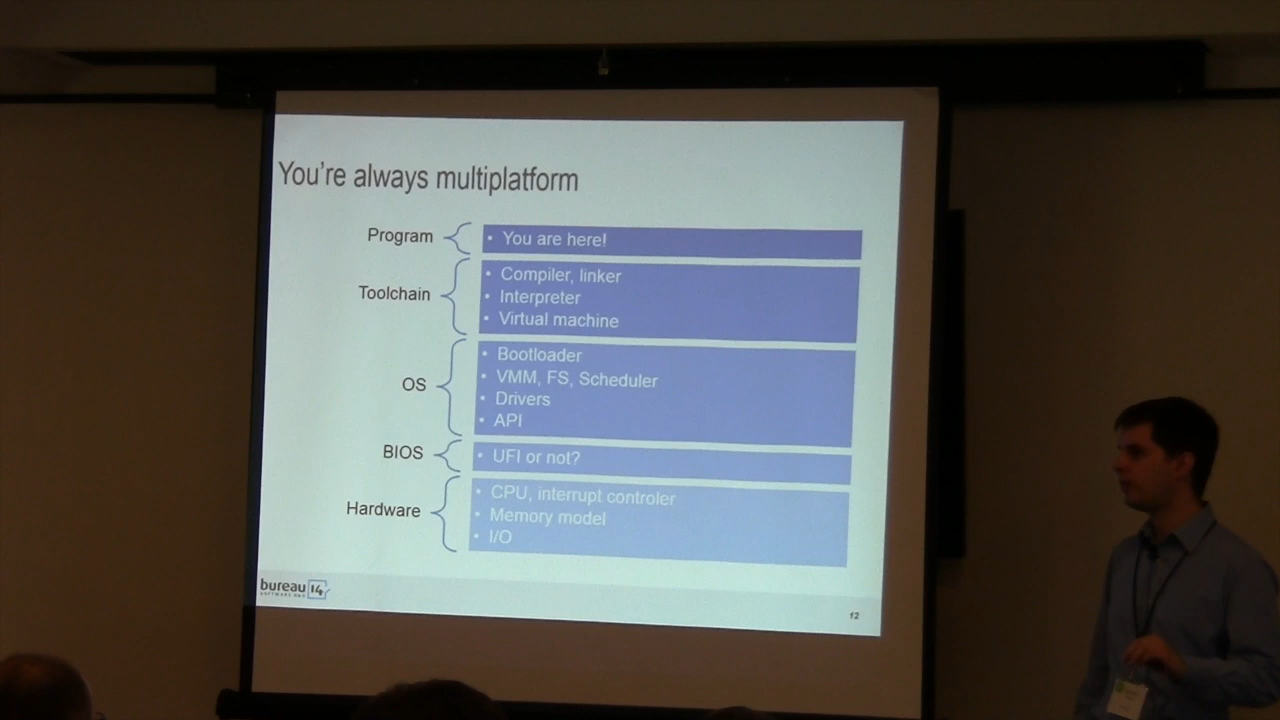 You're always multiplatform
Program
• You are here!
Toolchain
• Compiler, linker
• Interpreter
• Virtual machine
OS
• Bootloader
• VMM, FS, Scheduler
• Drivers
• API
BIOS
• UFI or not?
Hardware
• CPU, interrupt controler
• Memory model
• I/O
bureau 14
12